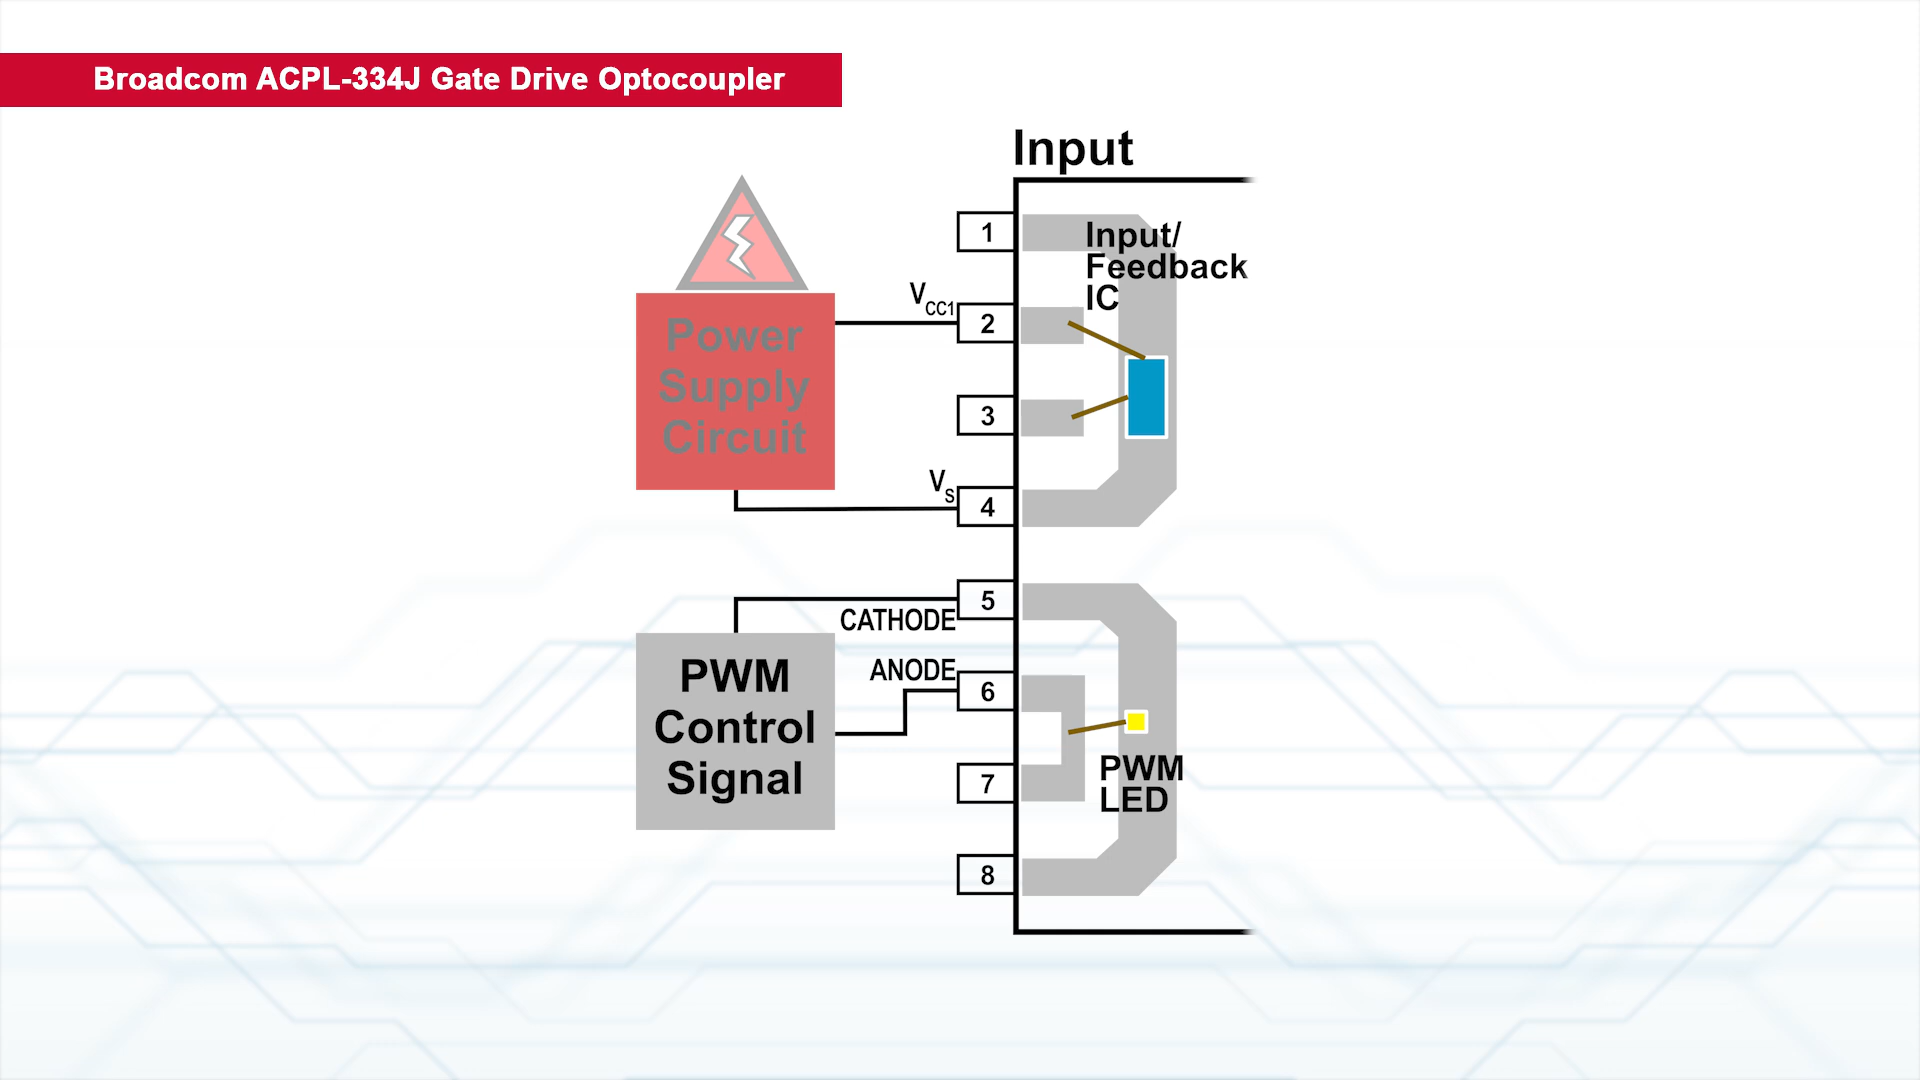 Broadcom ACPL-334J Gate Drive Optocoupler
Input
1
Input/
Feedback
IC
VCC1
2
Power
Supply
Circuit
3
VS
4
5
CATHODE
ANODE
6
PWM
Control
Signal
7
PWM
LED
8